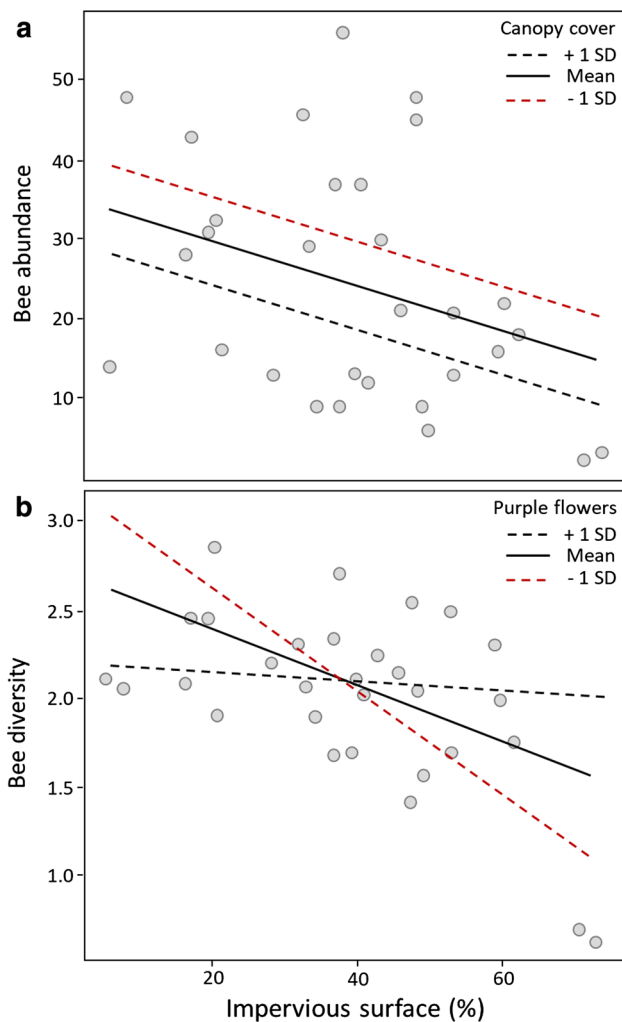 a
Canopy cover
+ 1 SD
Mean
- 1 SD
50
40
30
20
10
Bee abundance
b
Purple flowers
+ 1 SD
Mean
- 1 SD
3.0
2.5
2.0
1.5
1.0
Bee diversity
20 40 60
Impervious surface (%)